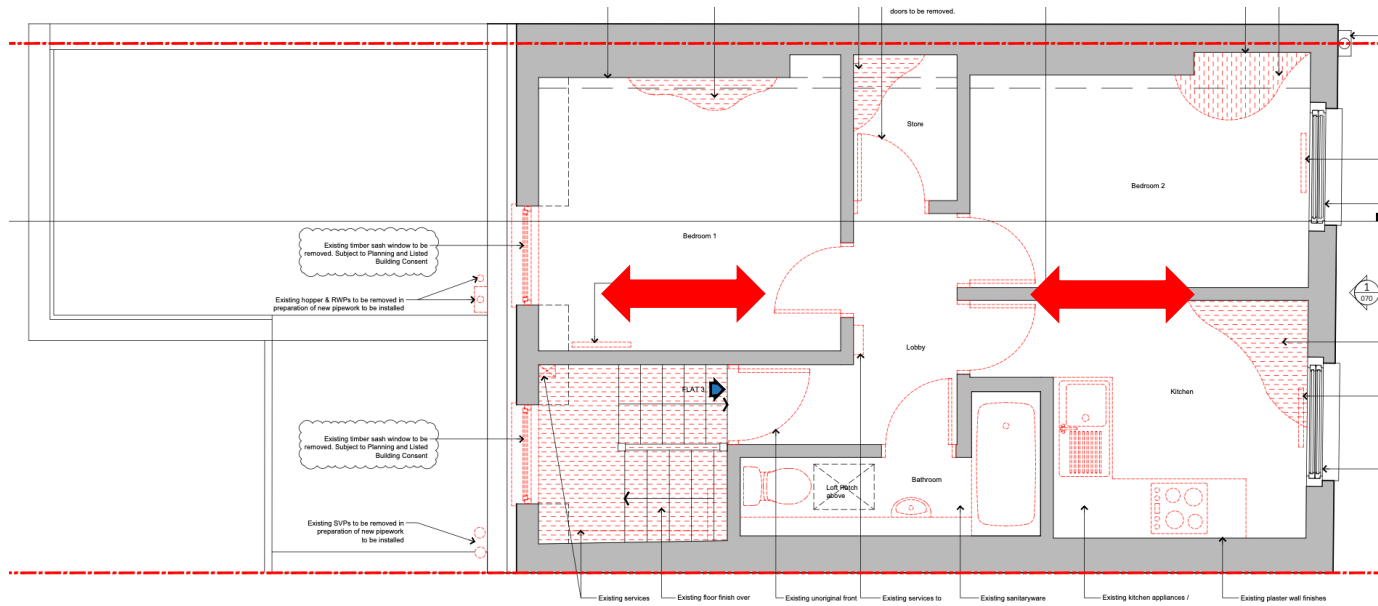 doors to be removed.
Store
Bedroom 2
Bedroom 1
Existing timber sash window to be
removed. Subject to Planning and Listed
Building Consent
Existing hopper & RWPs to be removed in
preparation of new pipework to be installed
1
070
Lobby
FLAT 3
Kitchen
Existing timber sash window to be
removed. Subject to Planning and Listed
Building Consent
Bathroom
Loft Hatch
above
Existing SVPs to be removed in
preparation of new pipework
to be installed
Existing services
Existing floor finish over
Existing unoriginal front
Existing services to
Existing sanitaryware
Existing kitchen appliances /
Existing plaster wall finishes